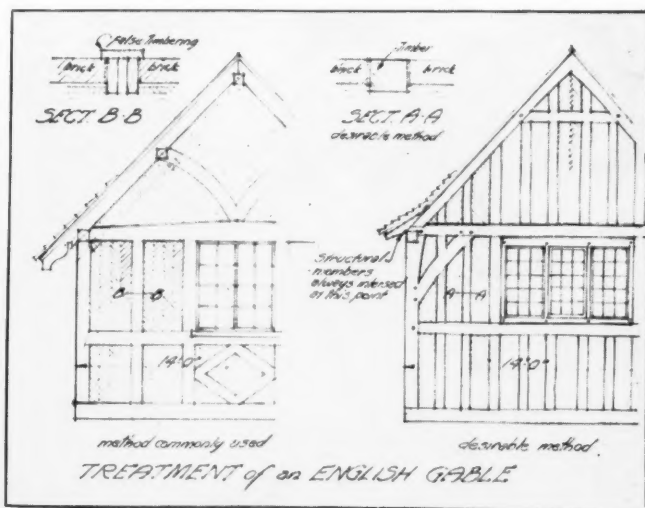 False Timbering
brick
brick
SECT. B-B
Timber
brick
brick
SECT. A-A
desirable method
Structural
members
always intersect
at this point
B B
A A
14'-0"
14'-0"
method commonly used
desirable method
TREATMENT of an ENGLISH GABLE